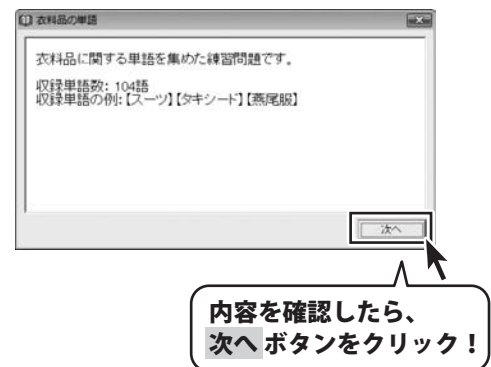 衣料品の単語
衣料品に関する単語を集めた練習問題です。
収録単語数: 104語
収録単語の例:【スーツ】【タキシード】【燕尾服】
次へ
内容を確認したら、
次へ ボタンをクリック!